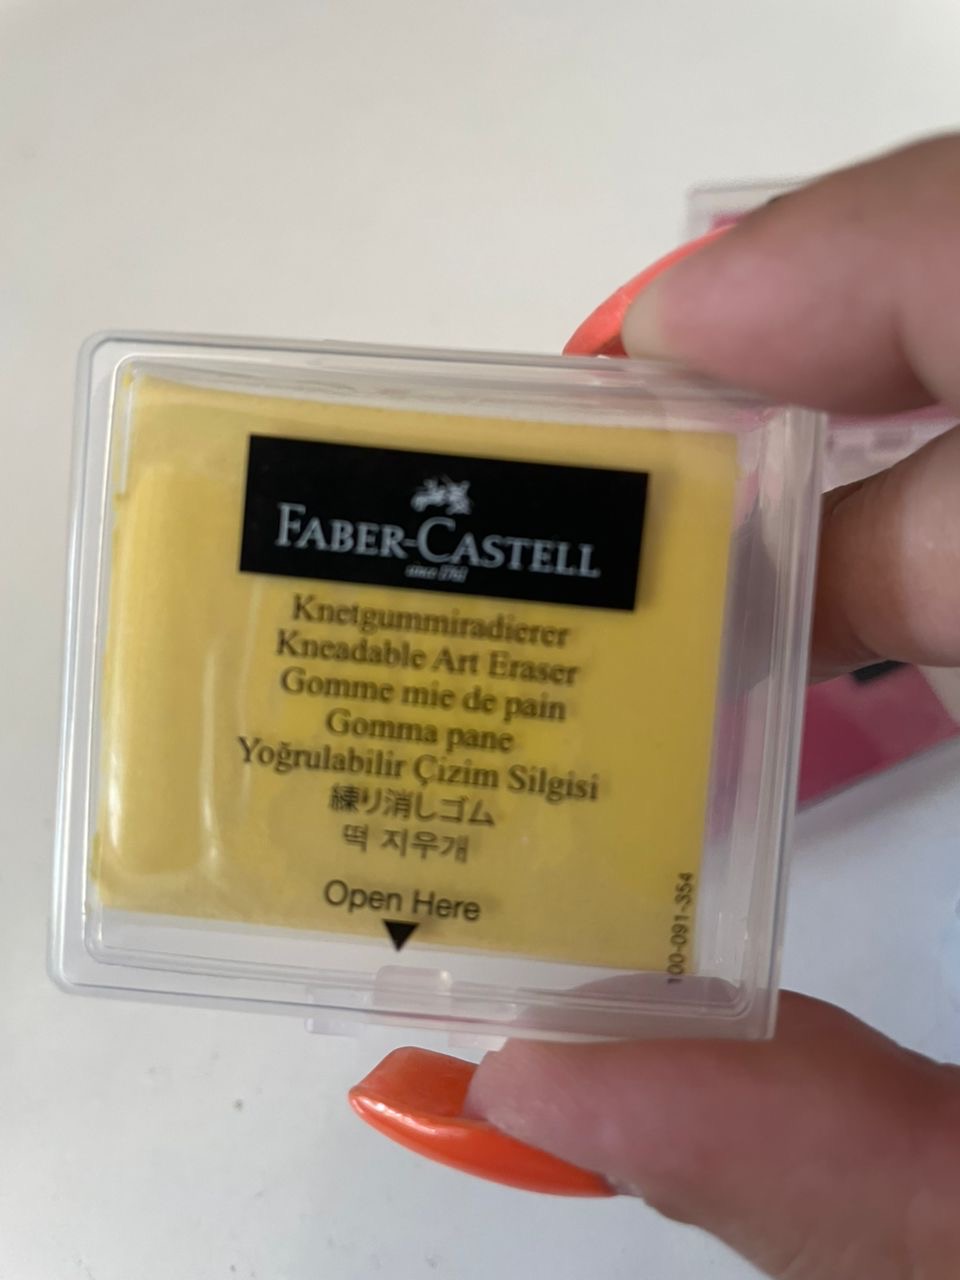 FABER-CASTELL
since 1761
Knetgummiradierer
Kneadable Art Eraser
Gomme mie de pain
Gomma pane
Yoğrulabilir Çizim Silgisi
練り消しゴム
떡 지우개
Open Here
100-091-354